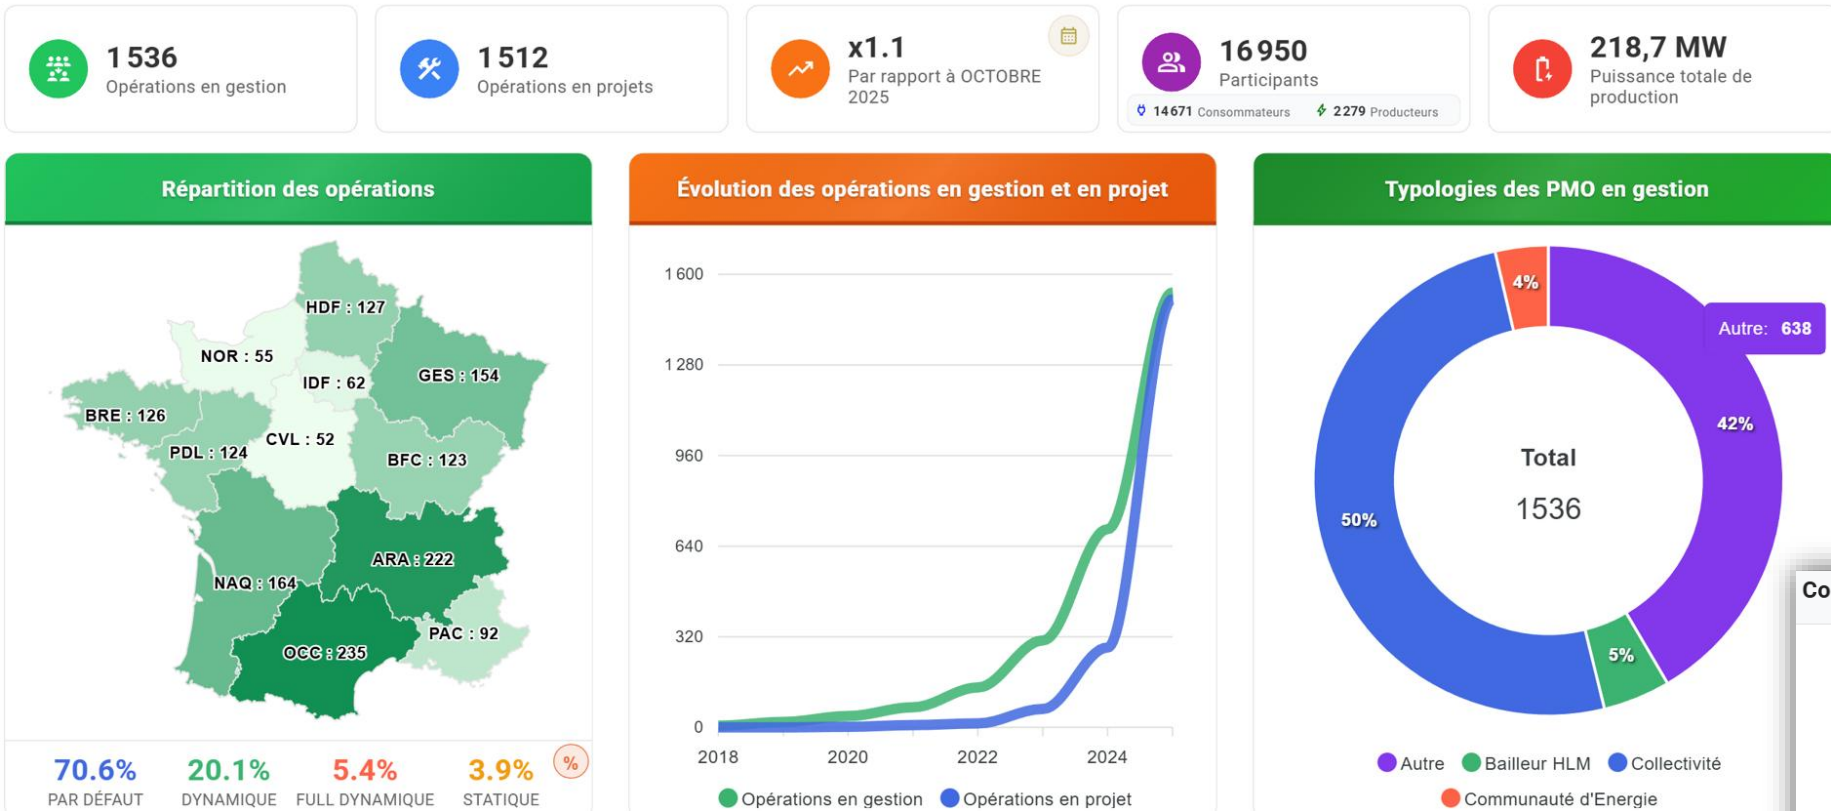 1 536
Opérations en gestion
1 512
Opérations en projets
x1.1
Par rapport à OCTOBRE
2025
16 950
Participants
14 671 Consommateurs
2 279 Producteurs
218,7 MW
Puissance totale de
production
Répartition des opérations
HDF : 127
NOR : 55
IDF : 62
GES : 154
BRE : 126
PDL : 124
CVL : 52
BFC : 123
ARA : 222
NAQ : 164
PAC : 92
OCC : 235
70.6%
PAR DÉFAUT
20.1%
DYNAMIQUE
5.4%
FULL DYNAMIQUE
3.9%
STATIQUE
%
Évolution des opérations en gestion et en projet
1 600
1 280
960
640
320
0
2018
2020
2022
2024
Opérations en gestion
Opérations en projet
Typologies des PMO en gestion
4%
Autre: 638
42%
50%
5%
Total
1536
Autre
Bailleur HLM
Collectivité
Communauté d'Energie
Co